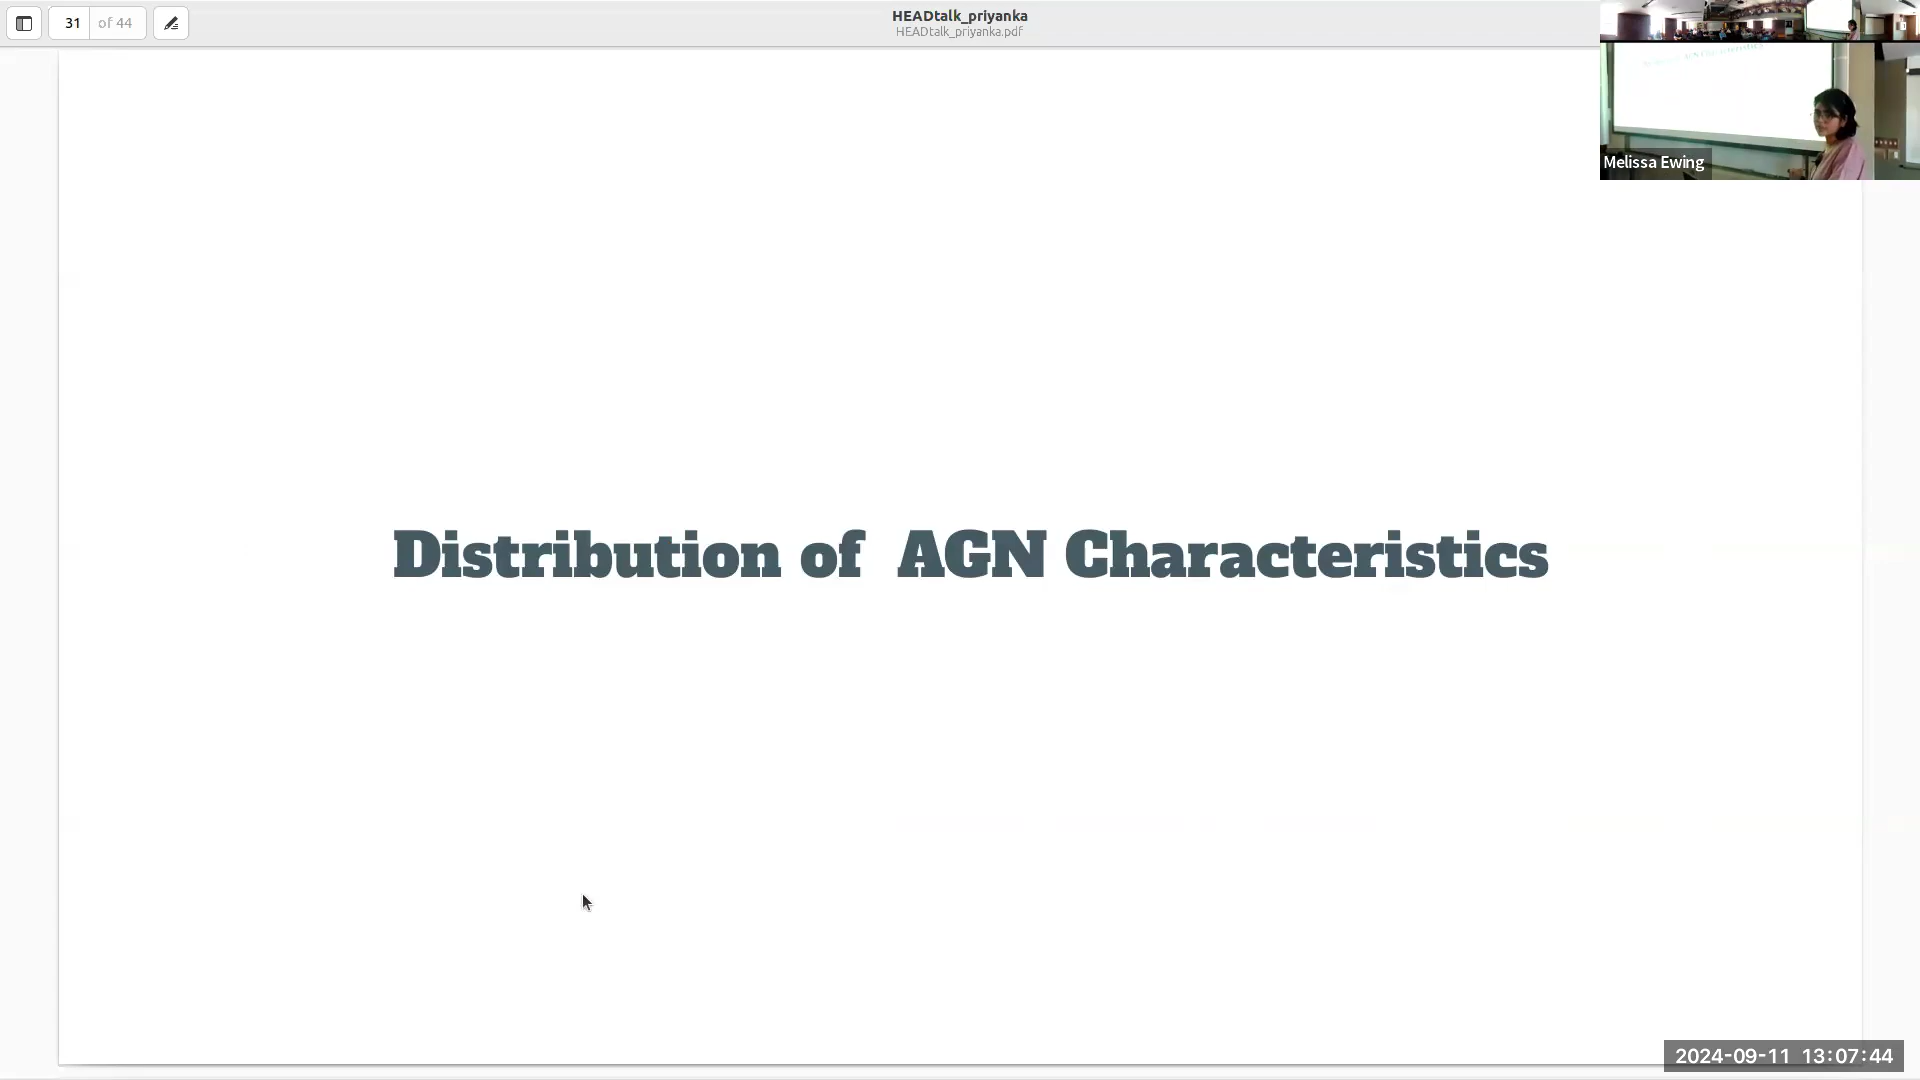 31 of 44
HEADtalk_priyanka
HEADtalk_priyanka.pdf
Melissa Ewing
Distribution of AGN Characteristics
2024-09-11 13:07:44